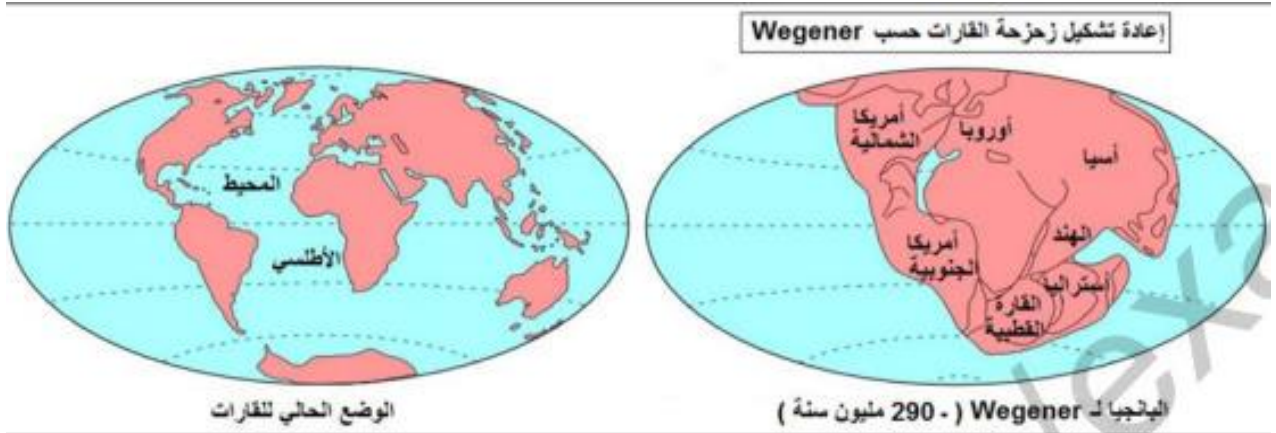 إعادة تشكيل زحزحة القارات حسب Wegener
أمريكا
الشمالية
أوروبا
أسيا
الهند
أمريكا
الجنوبية
أستراليا
القارة
القطبية
المحيط
الأطلسي
البانجيا لـ Wegener ( - 290 مليون سنة )
الوضع الحالي للقارات